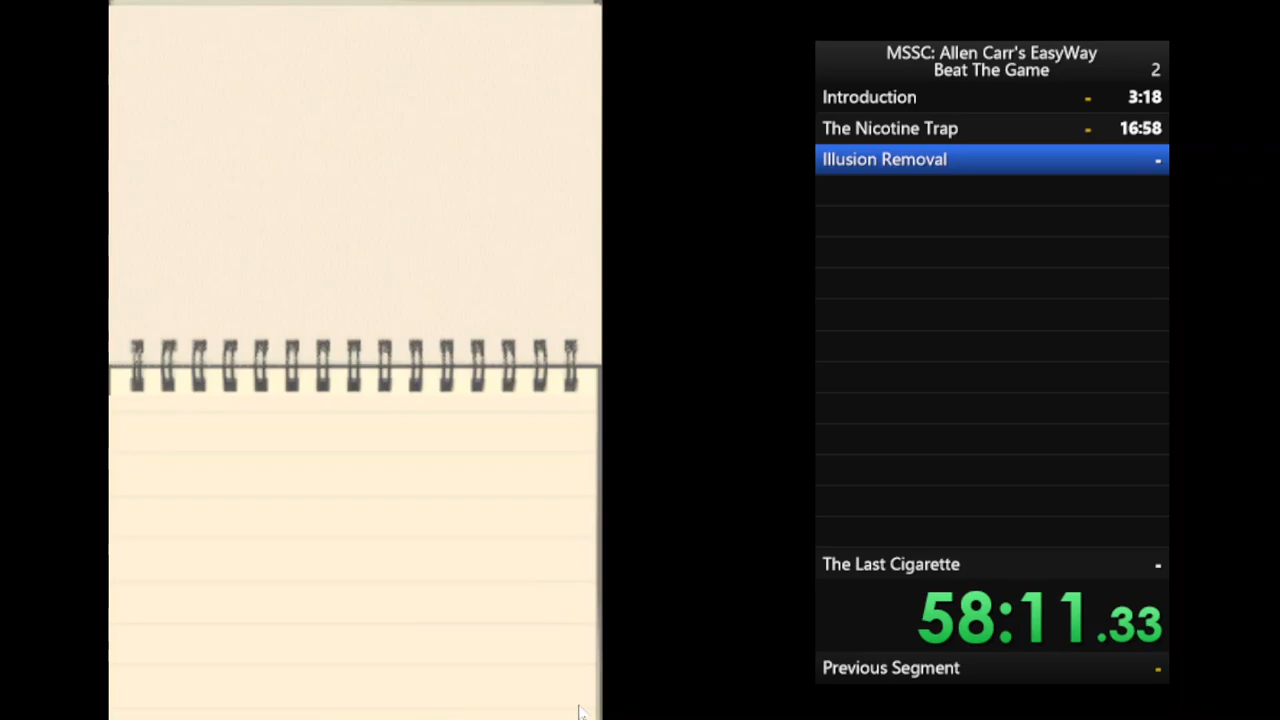 MSSC: Allen Carr's EasyWay
Beat The Game 2
Introduction - 3:18
The Nicotine Trap - 16:58
Illusion Removal -
The Last Cigarette -
58:11.33
Previous Segment -